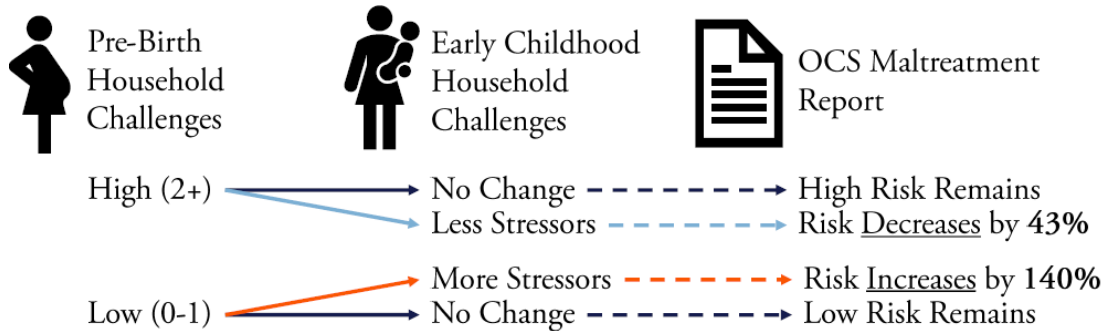 Pre-Birth
Household
Challenges
Early Childhood
Household
Challenges
OCS Maltreatment
Report
High (2+)
No Change
High Risk Remains
Less Stressors
Risk Decreases by 43%
More Stressors
Risk Increases by 140%
Low (0-1)
No Change
Low Risk Remains